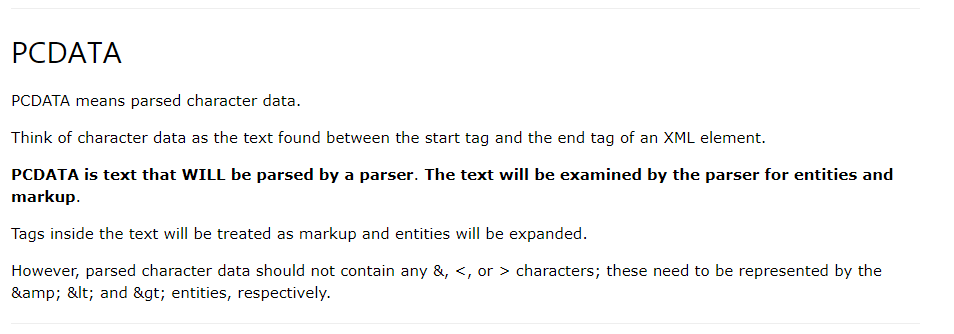 PCDATA
PCDATA means parsed character data.
Think of character data as the text found between the start tag and the end tag of an XML element.
PCDATA is text that WILL be parsed by a parser. The text will be examined by the parser for entities and
markup.
Tags inside the text will be treated as markup and entities will be expanded.
However, parsed character data should not contain any &, <, or > characters; these need to be represented by the
&amp; &lt; and &gt; entities, respectively.